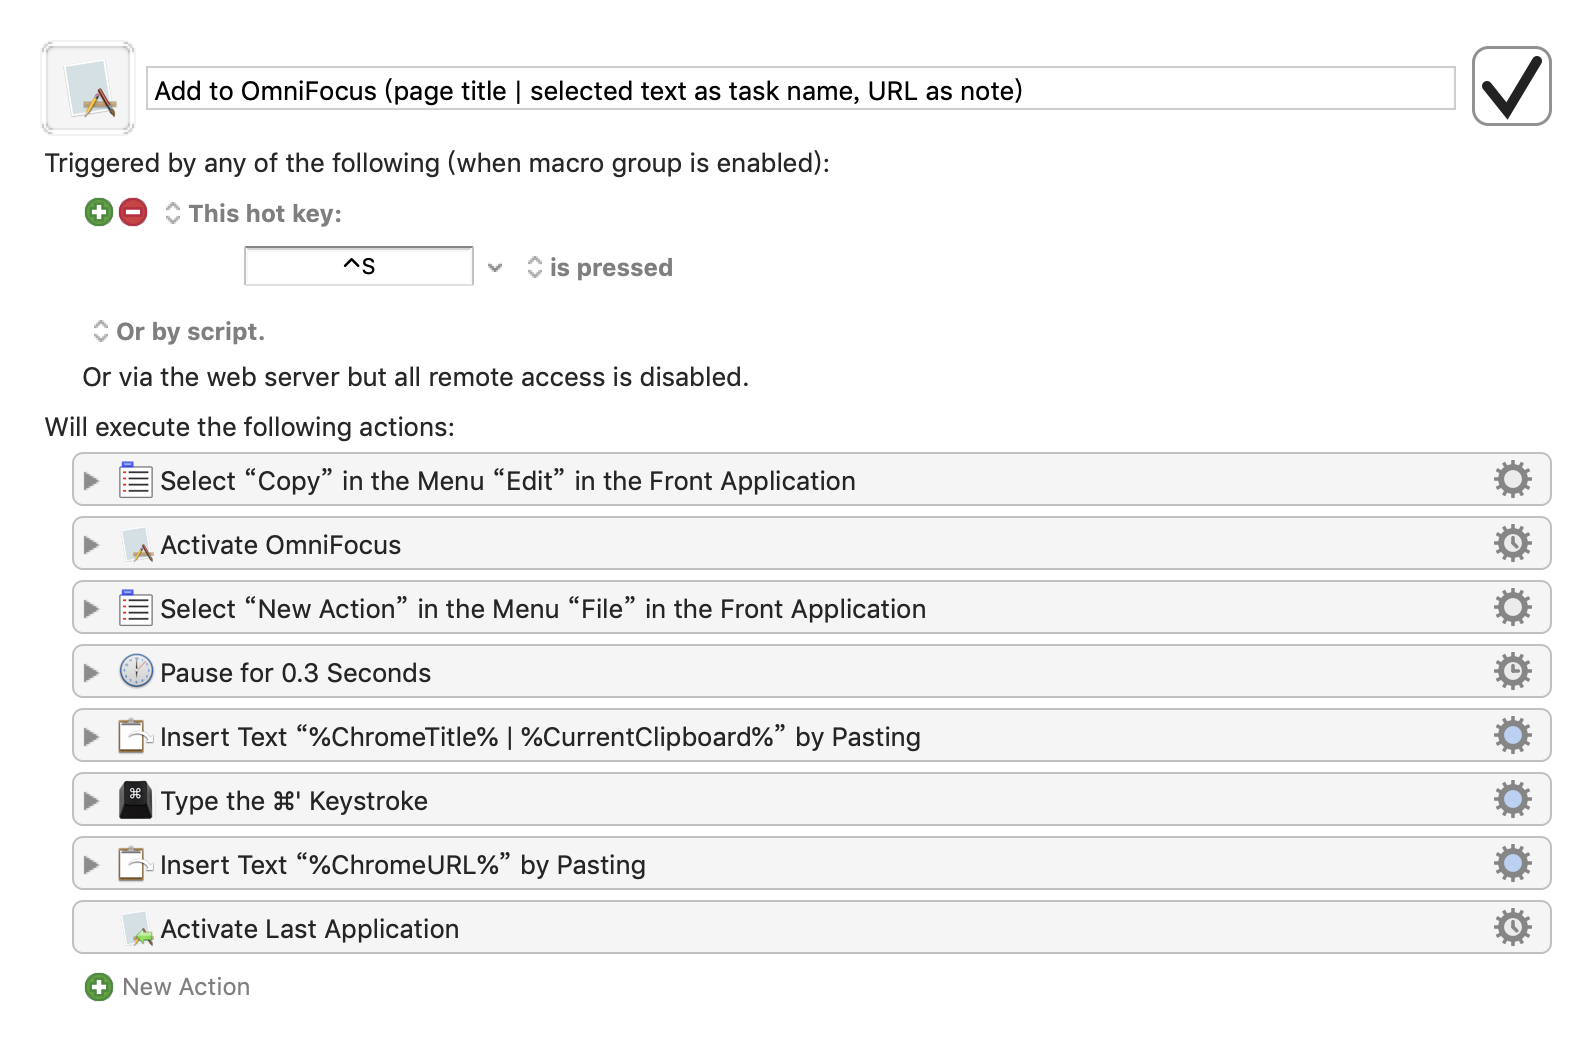 Add to OmniFocus (page title | selected text as task name, URL as note)
Triggered by any of the following (when macro group is enabled):
This hot key:
^S
is pressed
Or by script.
Or via the web server but all remote access is disabled.
Will execute the following actions:
Select “Copy” in the Menu “Edit” in the Front Application
Activate OmniFocus
Select “New Action” in the Menu “File” in the Front Application
Pause for 0.3 Seconds
Insert Text “%ChromeTitle% | %CurrentClipboard%” by Pasting
⌘
Type the ⌘' Keystroke
Insert Text “%ChromeURL%” by Pasting
Activate Last Application
New Action